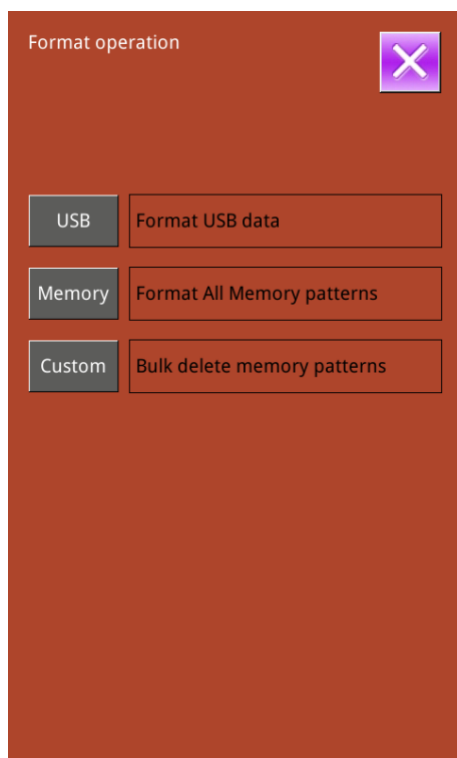 Format operation
USB
Format USB data
Memory
Format All Memory patterns
Custom
Bulk delete memory patterns